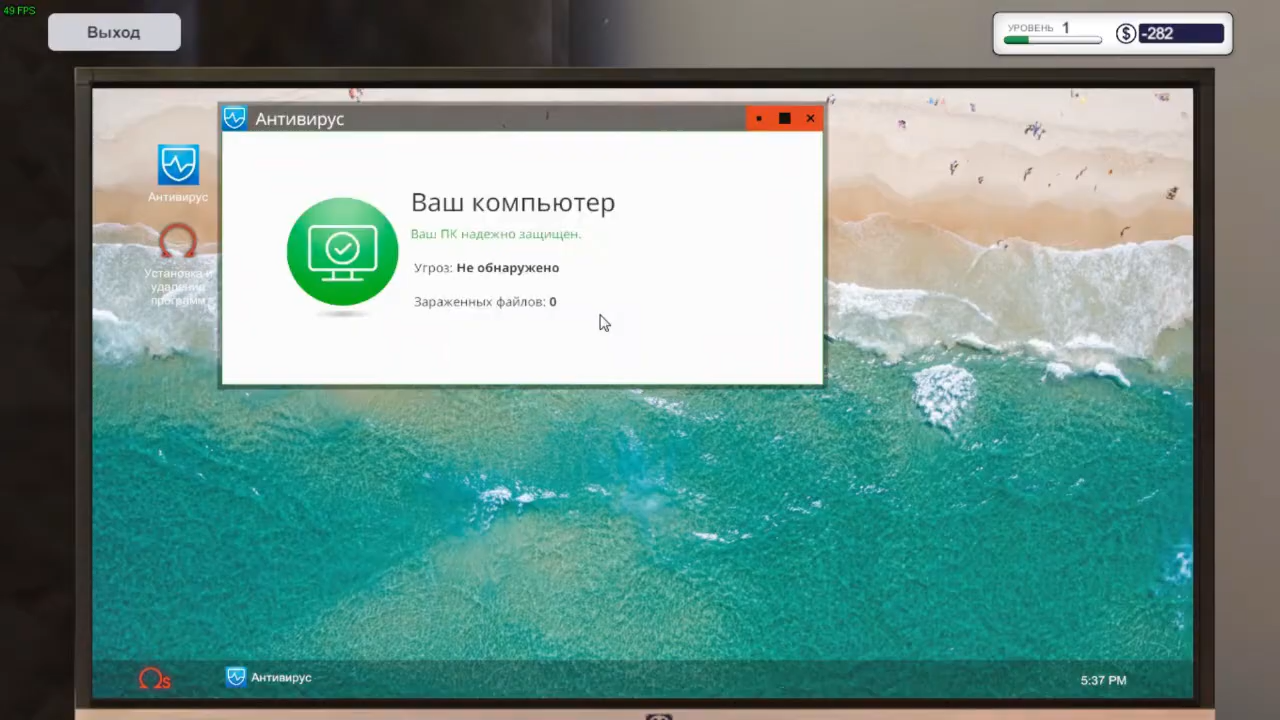 49 FPS
Выход
УРОВЕНЬ 1
$ -282
Антивирус
Антивирус
Ваш компьютер
Ваш ПК надежно защищен.
Угроз: Не обнаружено
Зараженных файлов: 0
Установка и
удаление
программ
Ωs
Антивирус
5:37 PM